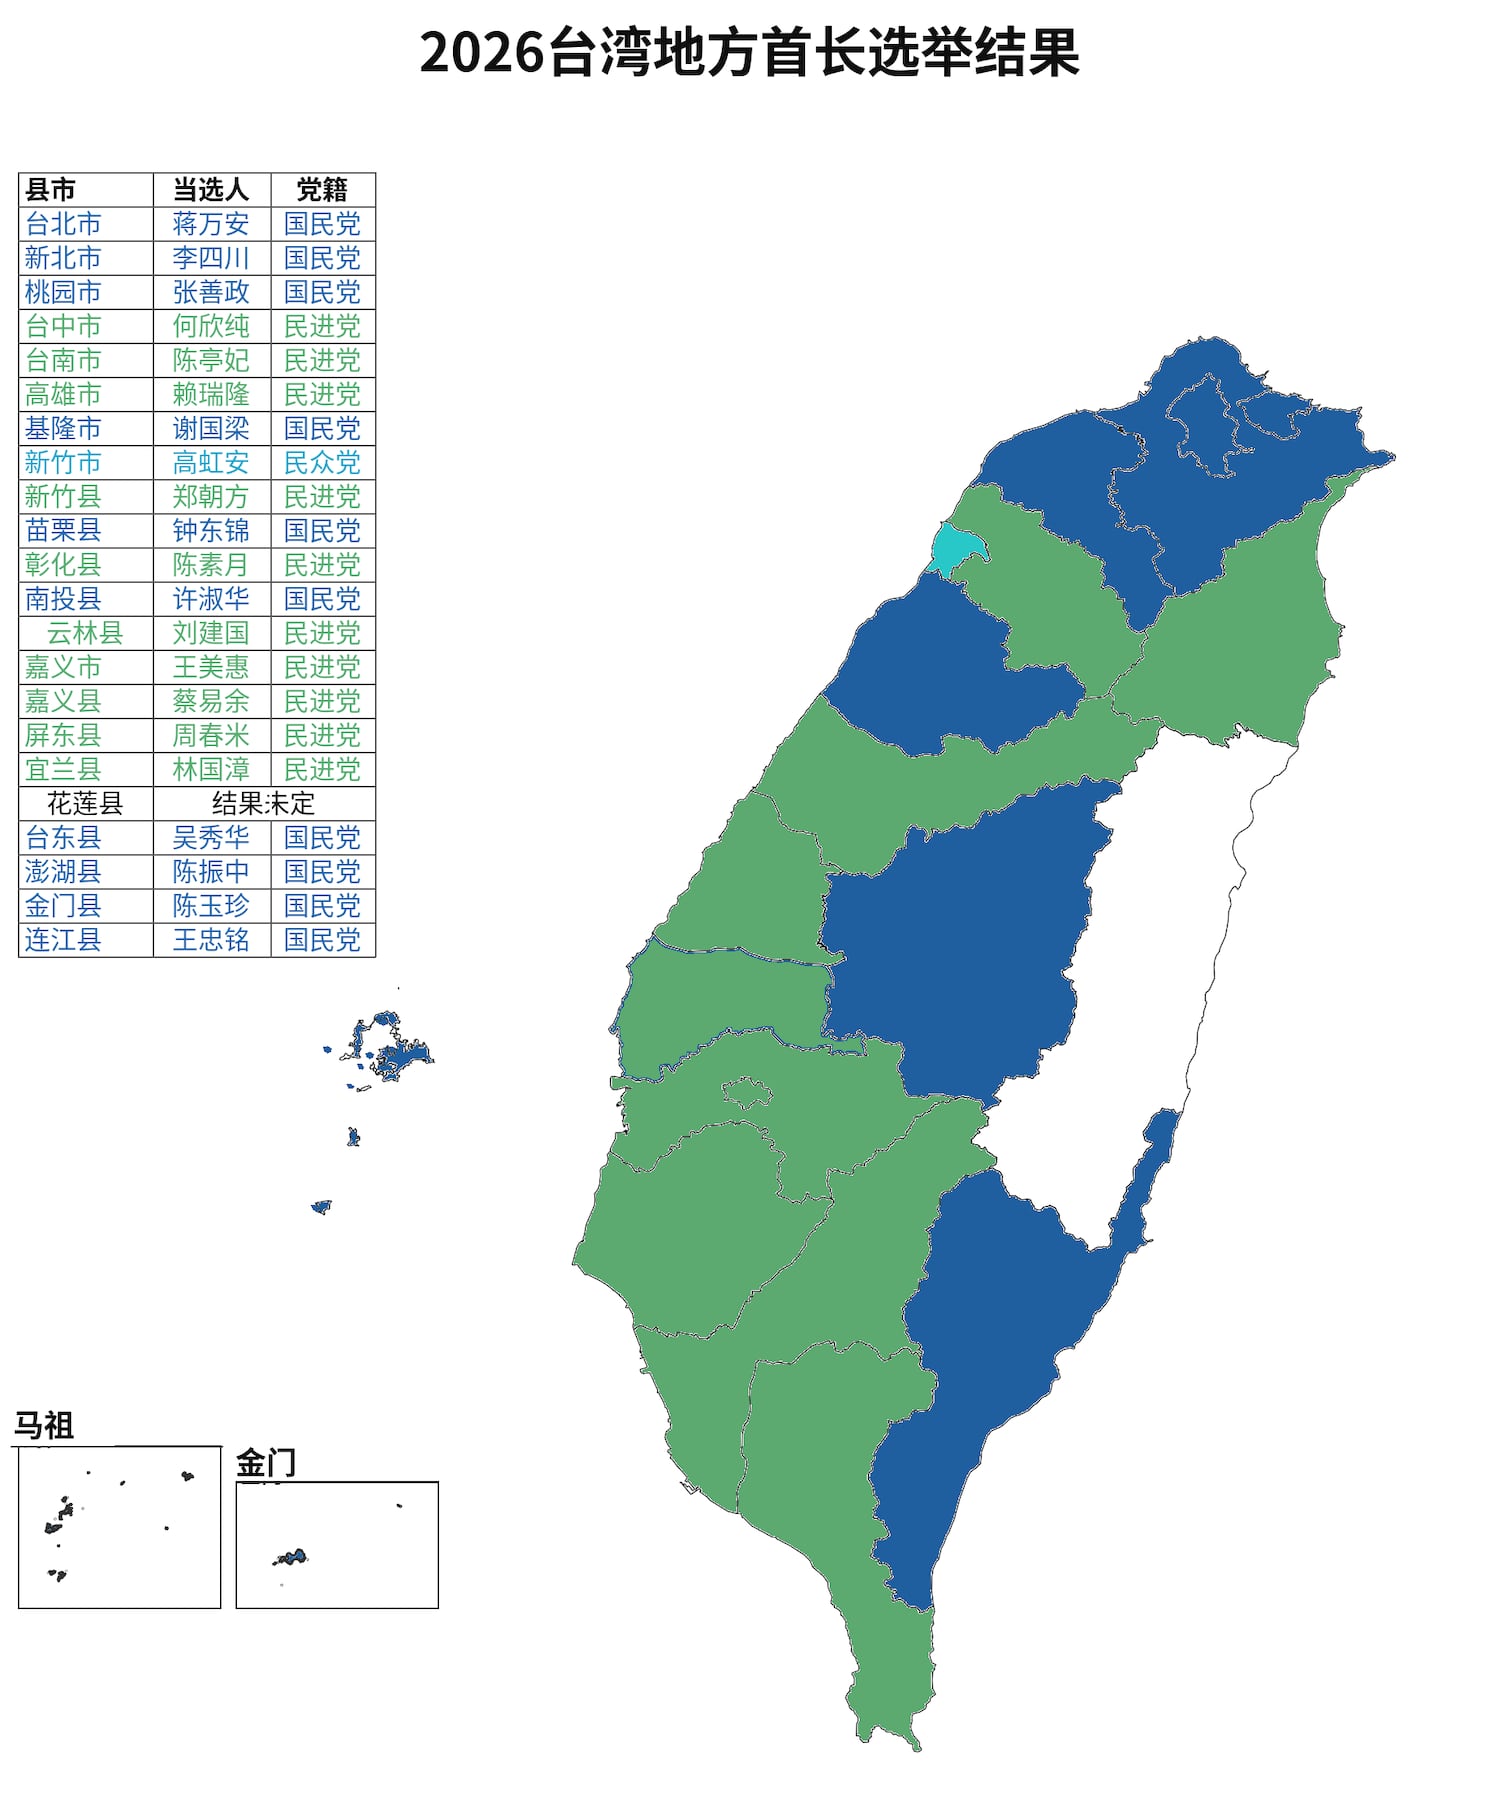 2026台湾地方首长选举结果
县市 当选人 党籍
台北市 蒋万安 国民党
新北市 李四川 国民党
桃园市 张善政 国民党
台中市 何欣纯 民进党
台南市 陈亭妃 民进党
高雄市 赖瑞隆 民进党
基隆市 谢国梁 国民党
新竹市 高虹安 民众党
新竹县 郑朝方 民进党
苗栗县 钟东锦 国民党
彰化县 陈素月 民进党
南投县 许淑华 国民党
云林县 刘建国 民进党
嘉义市 王美惠 民进党
嘉义县 蔡易余 民进党
屏东县 周春米 民进党
宜兰县 林国漳 民进党
花莲县 结果未定
台东县 吴秀华 国民党
澎湖县 陈振中 国民党
金门县 陈玉珍 国民党
连江县 王忠铭 国民党
马祖
金门